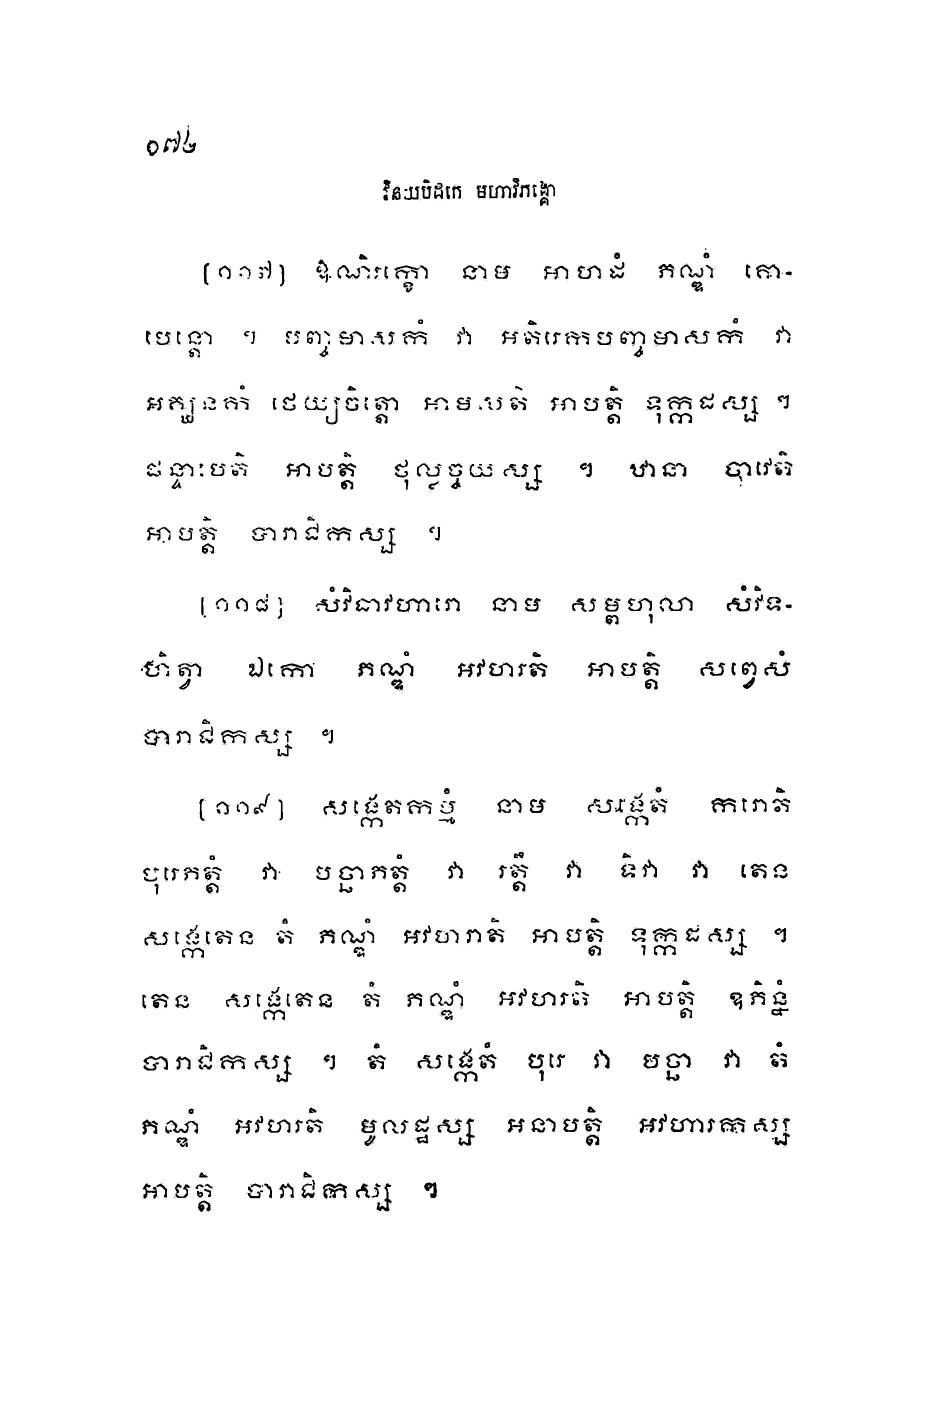 ១៧៤
វិនយបិដកេ មហាវិភង្គោ
[១១៧] ឱណិរក្ខោ នាម អាហដំ ភណ្ឌំ គោ-
បេន្តោ ។ បញ្ចមាសកំ វា អតិរេកបញ្ចមាសកំ វា
អគ្ឃនកំ ថេយ្យចិត្តោ អាមសតិ អាបត្តិ ទុក្កដស្ស ។
ផន្ទាបេតិ អាបត្តិ ថុល្លច្ចយស្ស ។ ឋានា ចាវេតិ
អាបត្តិ បារាជិកស្ស ។
[១១៨] សំវិធាវហារោ នាម សម្ពហុលា សំវិទ-
ហិត្វា ឯកោ ភណ្ឌំ អវហរតិ អាបត្តិ សព្វេសំ
បារាជិកស្ស ។
[១១៩] សង្កេតកម្មំ នាម សង្កេតំ ករោតិ
បុរេភត្តំ វា បច្ឆាភត្តំ វា រត្តឹ វា ទិវា វា តេន
សង្កេតេន តំ ភណ្ឌំ អវហរាតិ អាបត្តិ ទុក្កដស្ស ។
តេន សង្កេតេន តំ ភណ្ឌំ អវហរតិ អាបត្តិ ឧភិន្នំ
បារាជិកស្ស ។ តំ សង្កេតំ បុរេ វា បច្ឆា វា តំ
ភណ្ឌំ អវហរតិ មូលដ្ឋស្ស អនាបត្តិ អវហារកស្ស
អាបត្តិ បារាជិកស្ស ។